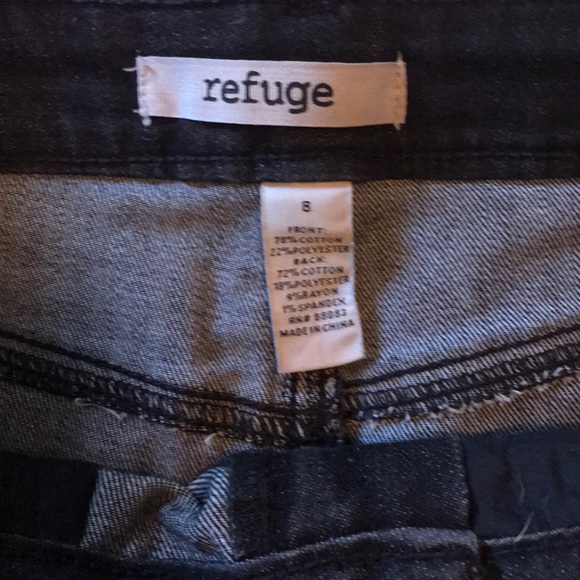 refuge
8
FRONT:
78%COTTON
22%POLYESTER
BACK:
72%COTTON
18%POLYESTER
9%RAYON
1%SPANDEX
RN# 88083
MADE IN CHINA